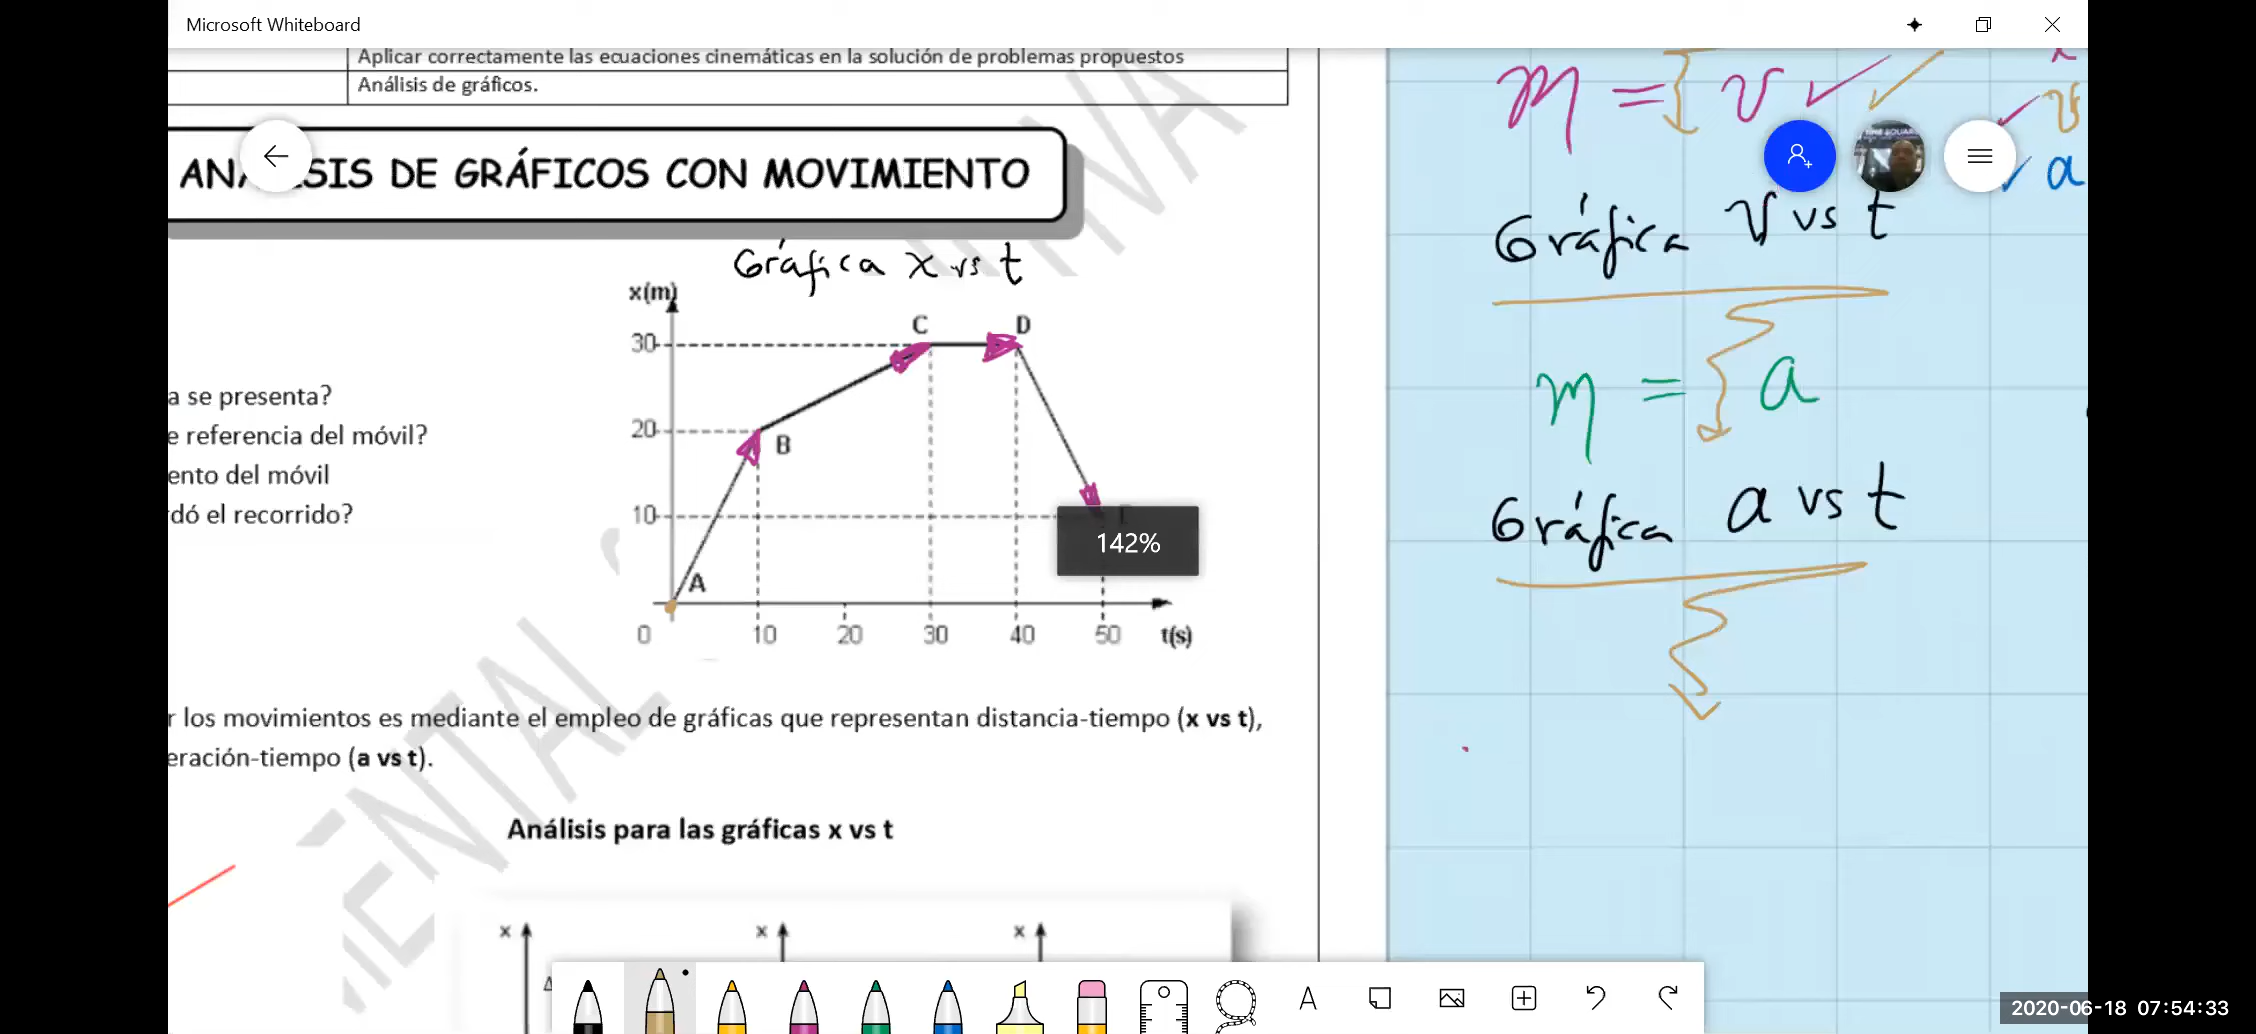 Microsoft Whiteboard
Aplicar correctamente las ecuaciones cinemáticas en la solución de problemas propuestos
Análisis de gráficos.
AN SIS DE GRÁFICOS CON MOVIMIENTO
Gráfica x vs t
x(m)
30
C
D
20
B
10
A
0
10
20
30
40
50
t(s)
142%
a se presenta?
e referencia del móvil?
ento del móvil
rdó el recorrido?
r los movimientos es mediante el empleo de gráficas que representan distancia-tiempo (x vs t),
eración-tiempo (a vs t).
Análisis para las gráficas x vs t
x
x
x
m = v
v
a
Gráfica v vs t
m = a
Gráfica a vs t
A
2020-06-18 07:54:33